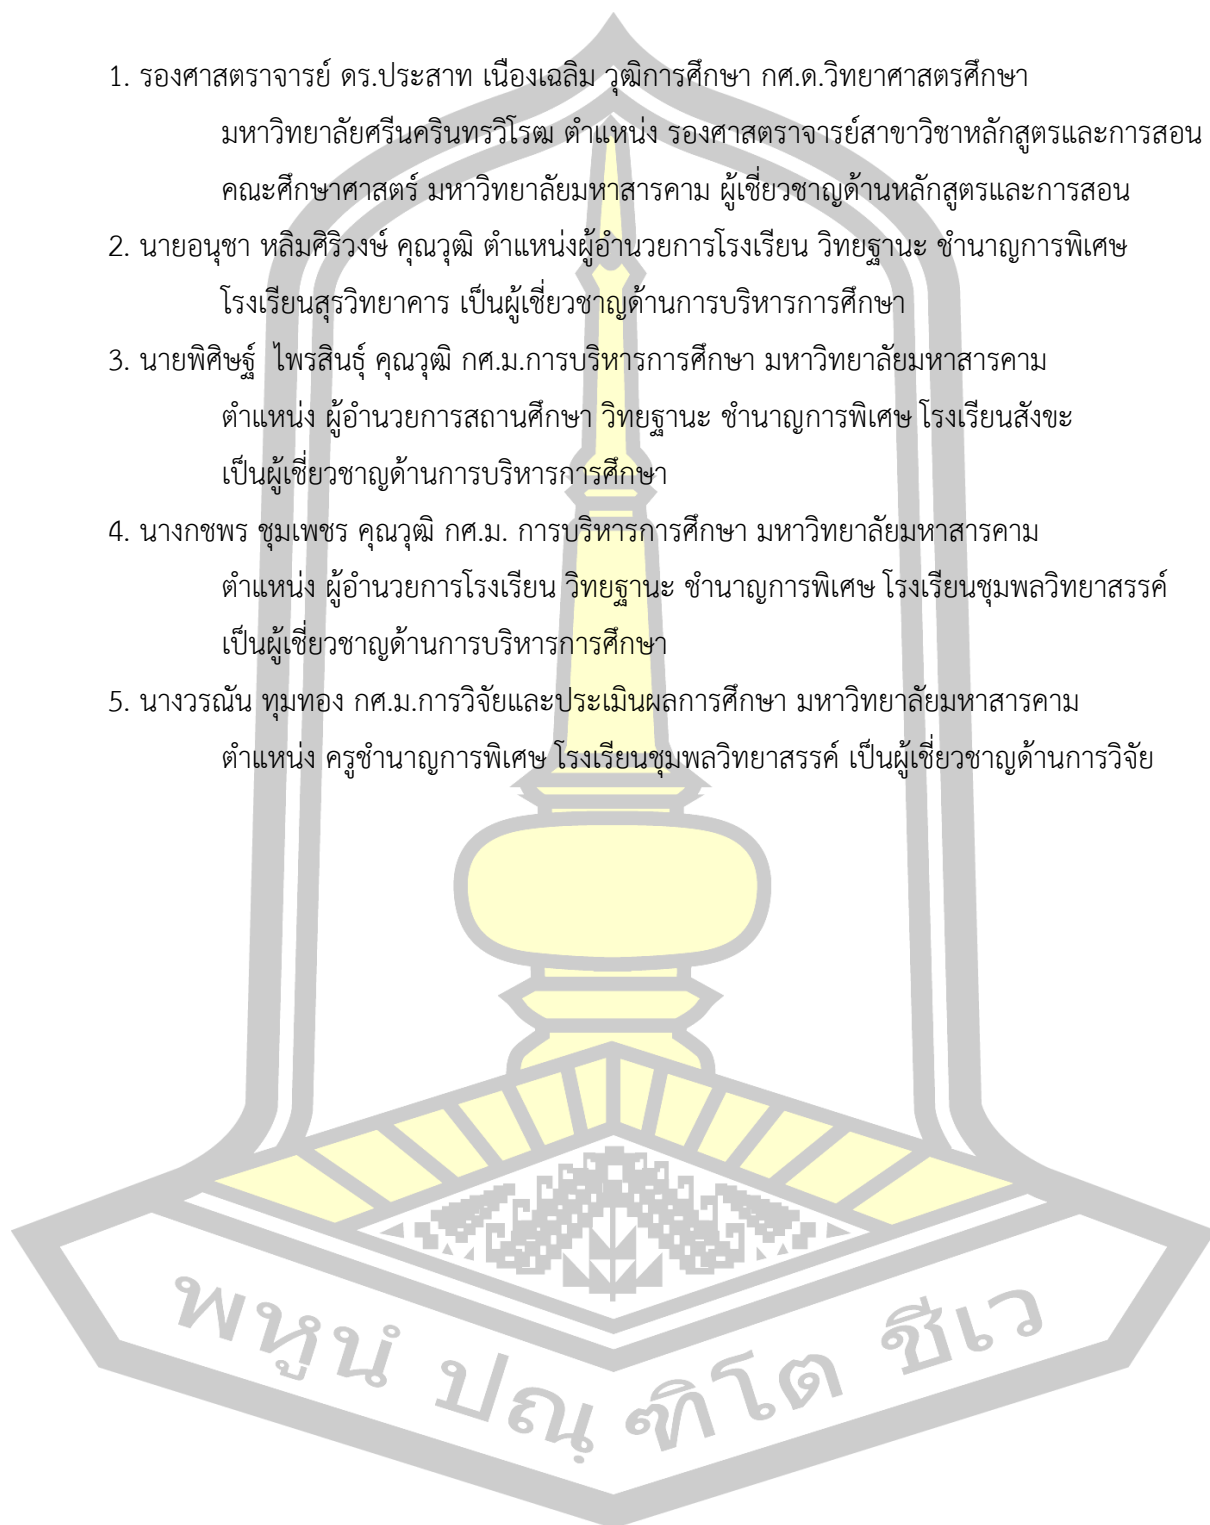 1. รองศาสตราจารย์ ดร.ประสาท เนืองเฉลิม วุฒิการศึกษา กศ.ด.วิทยาศาสตรศึกษา
มหาวิทยาลัยศรีนครินทรวิโรฒ ตำแหน่ง รองศาสตราจารย์สาขาวิชาหลักสูตรและการสอน
คณะศึกษาศาสตร์ มหาวิทยาลัยมหาสารคาม ผู้เชี่ยวชาญด้านหลักสูตรและการสอน
2. นายอนุชา หลิมศิริวงษ์ คุณวุฒิ ตำแหน่งผู้อำนวยการโรงเรียน วิทยฐานะ ชำนาญการพิเศษ
โรงเรียนสุรวิทยาคาร เป็นผู้เชี่ยวชาญด้านการบริหารการศึกษา
3. นายพิศิษฐ์ ไพรสินธุ์ คุณวุฒิ กศ.ม.การบริหารการศึกษา มหาวิทยาลัยมหาสารคาม
ตำแหน่ง ผู้อำนวยการสถานศึกษา วิทยฐานะ ชำนาญการพิเศษ โรงเรียนสังขะ
เป็นผู้เชี่ยวชาญด้านการบริหารการศึกษา
4. นางกชพร ชุมเพชร คุณวุฒิ กศ.ม. การบริหารการศึกษา มหาวิทยาลัยมหาสารคาม
ตำแหน่ง ผู้อำนวยการโรงเรียน วิทยฐานะ ชำนาญการพิเศษ โรงเรียนชุมพลวิทยาสรรค์
เป็นผู้เชี่ยวชาญด้านการบริหารการศึกษา
5. นางวรณัน ทุมทอง กศ.ม.การวิจัยและประเมินผลการศึกษา มหาวิทยาลัยมหาสารคาม
ตำแหน่ง ครูชำนาญการพิเศษ โรงเรียนชุมพลวิทยาสรรค์ เป็นผู้เชี่ยวชาญด้านการวิจัย
พหูนํ ปณฺฑิโต ชีเว